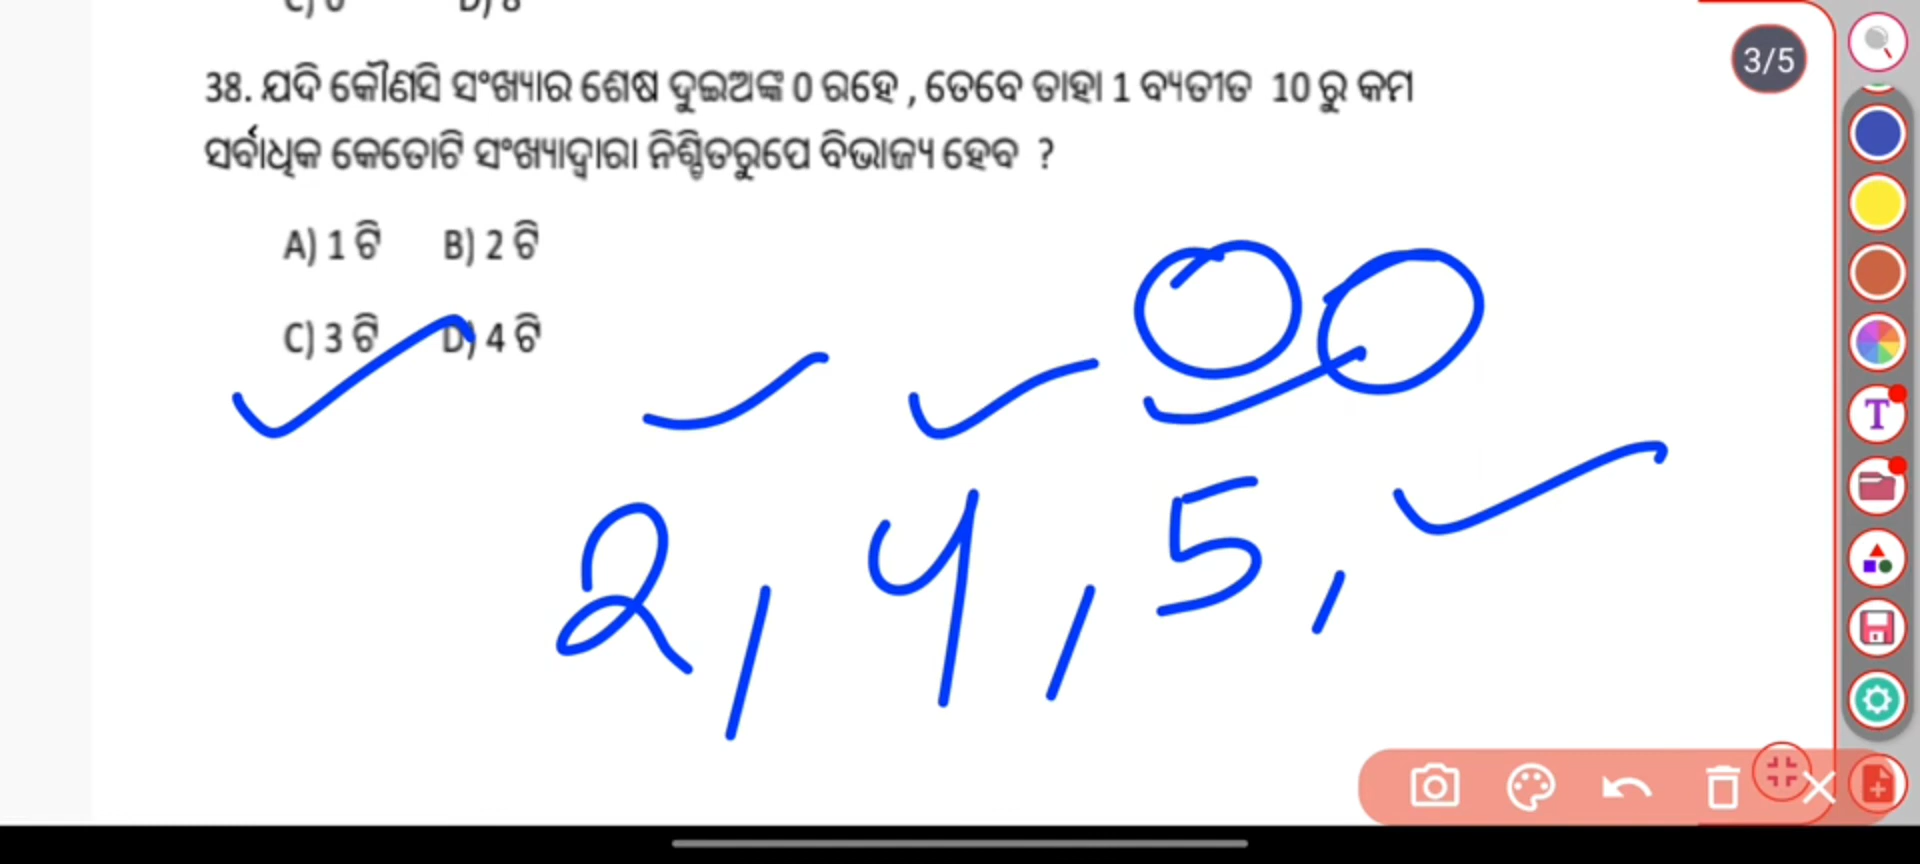 38. ଯଦି କୌଣସି ସଂଖ୍ୟାର ଶେଷ ଦୁଇଅଙ୍କ 0 ରହେ , ତେବେ ତାହା 1 ବ୍ୟତୀତ 10 ରୁ କମ
ସର୍ବାଧିକ କେତୋଟି ସଂଖ୍ୟାଦ୍ୱାରା ନିଶ୍ଚିତରୁପେ ବିଭାଜ୍ୟ ହେବ ?
A) 1 ଟି B) 2 ଟି
C) 3 ଟି D) 4 ଟି
00
2, 4, 5,
3/5
T